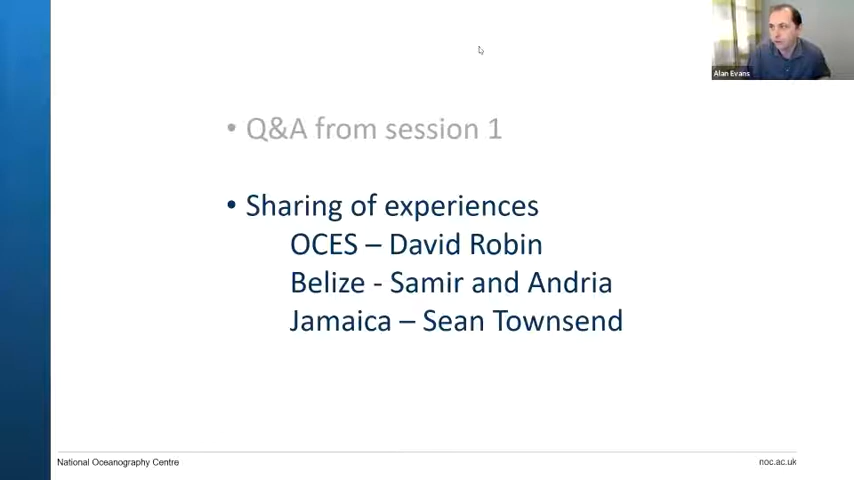 Alan Evans
• Q&A from session 1
• Sharing of experiences
OCES – David Robin
Belize - Samir and Andria
Jamaica – Sean Townsend
National Oceanography Centre
noc.ac.uk